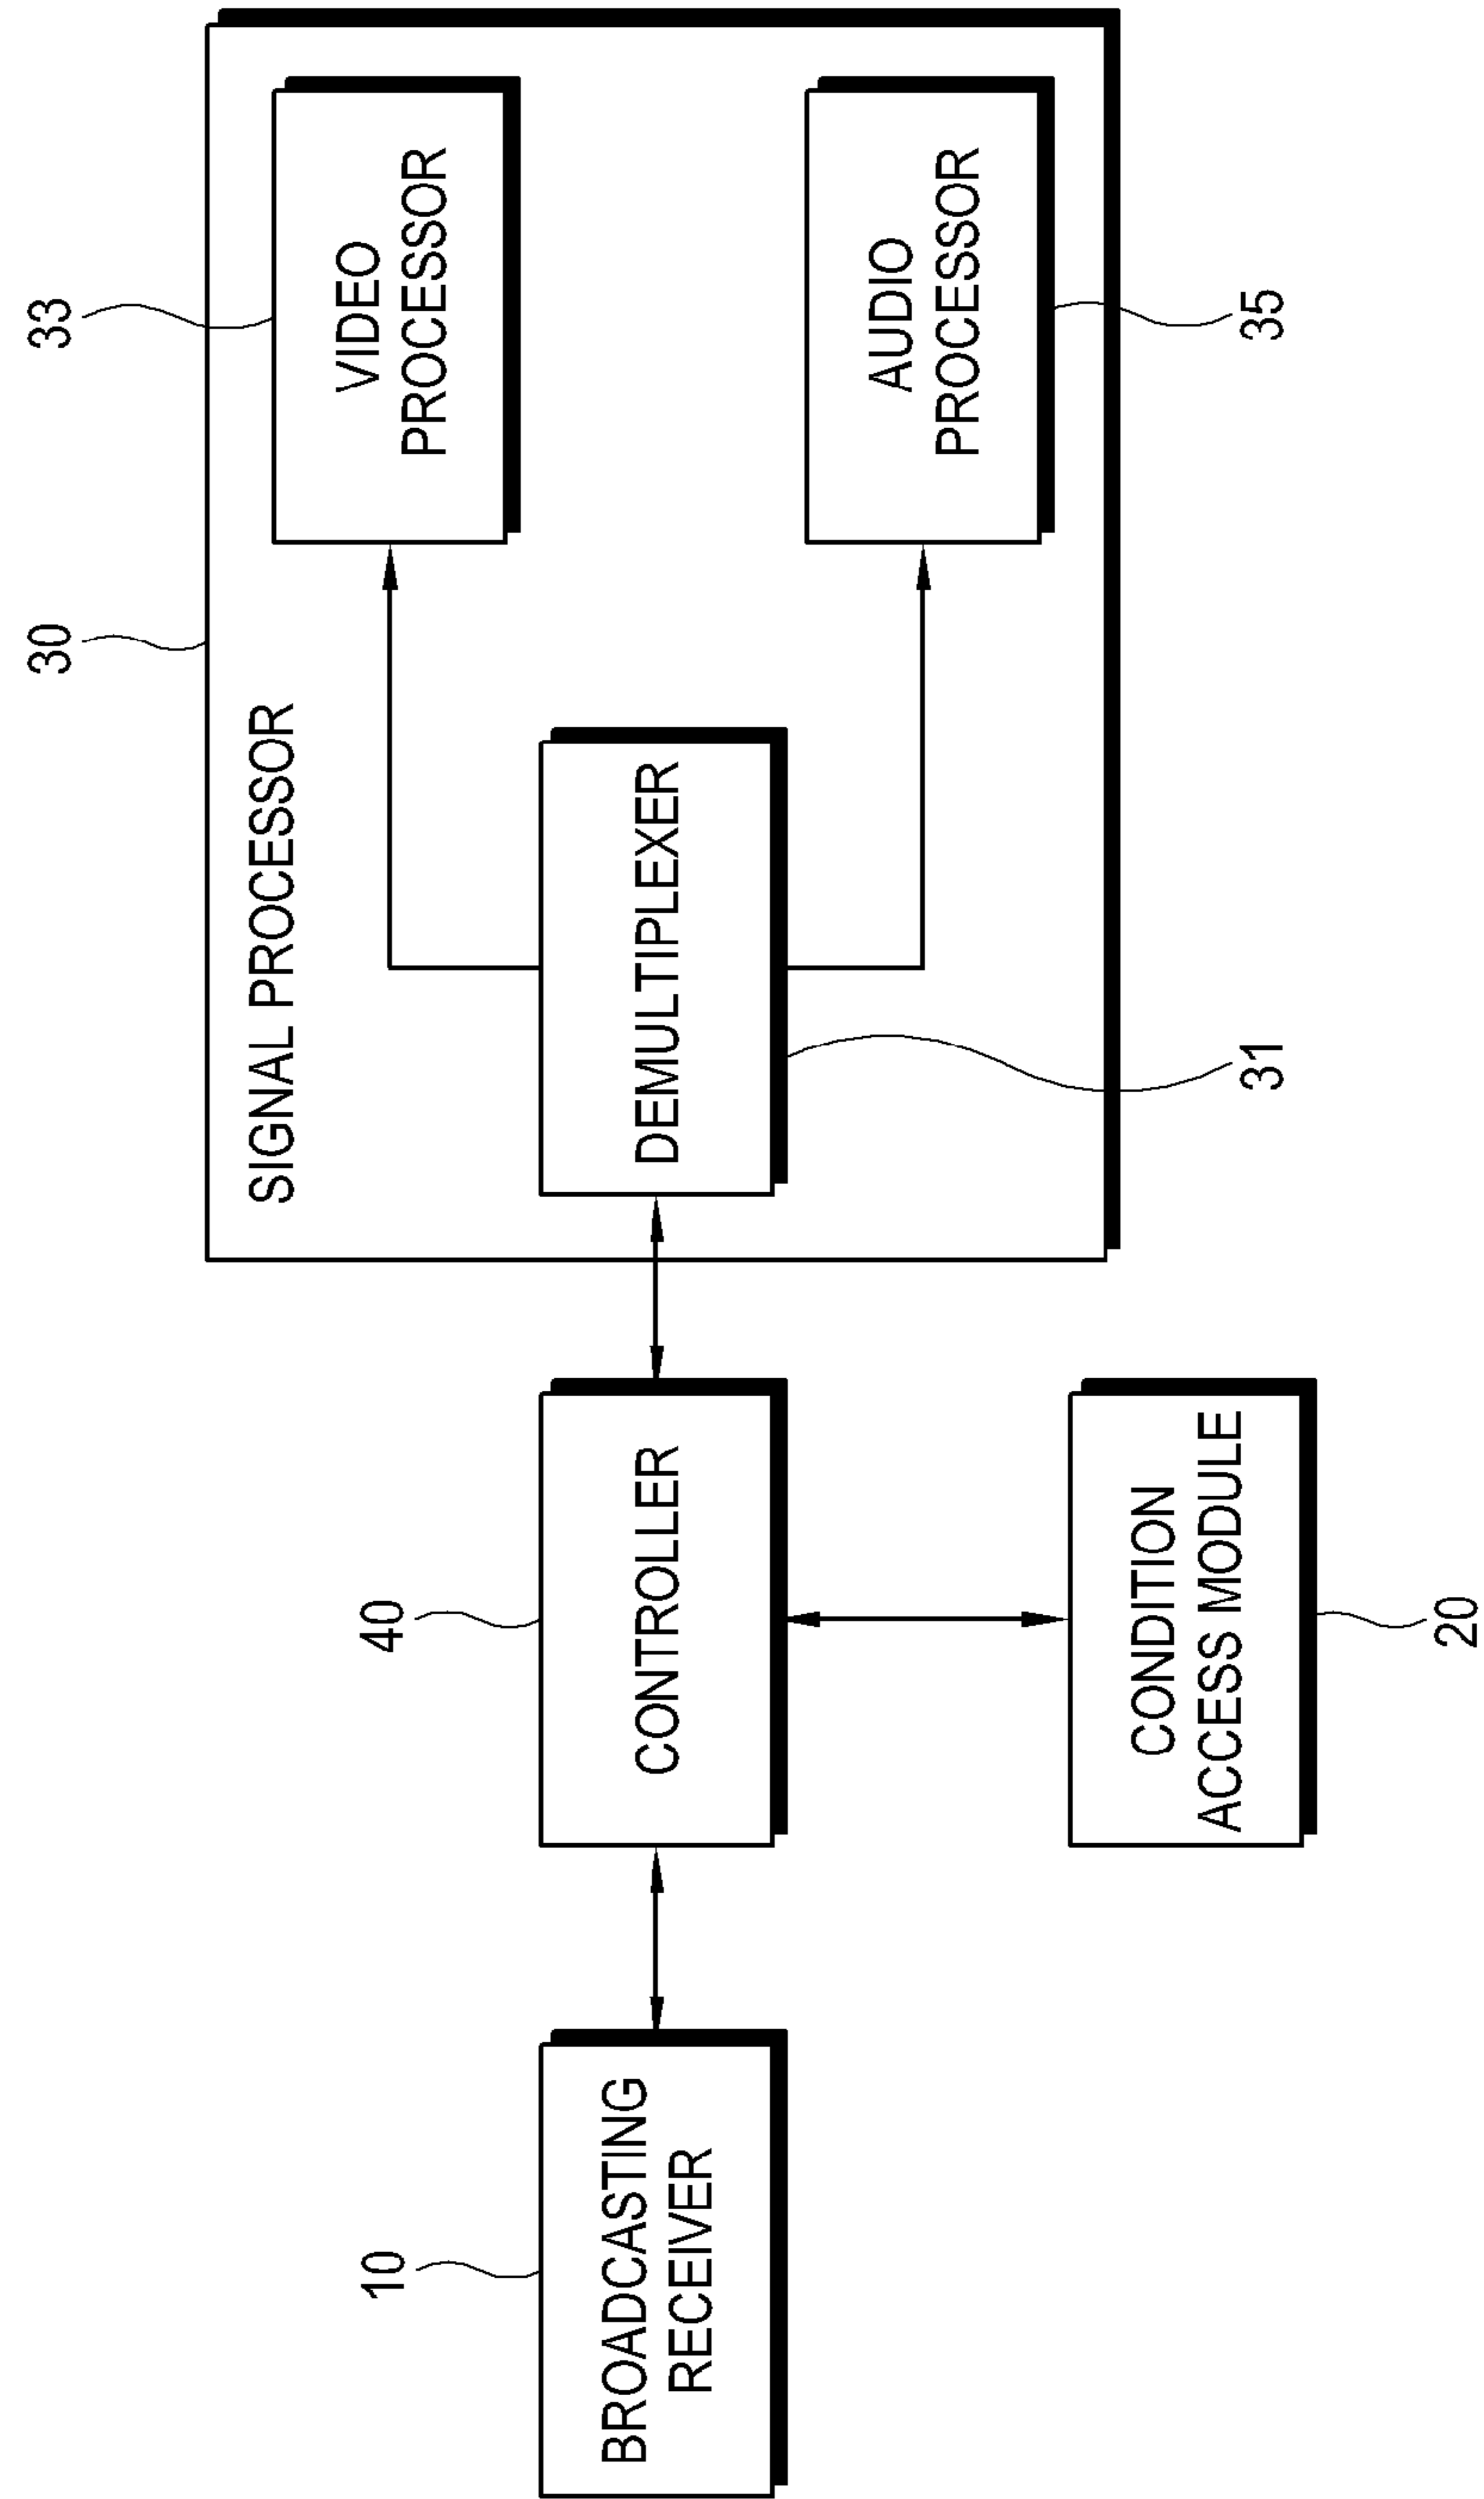 30
33
SIGNAL PROCESSOR
VIDEO
PROCESSOR
10
40
BROADCASTING
RECEIVER
CONTROLLER
DEMULTIPLEXER
AUDIO
PROCESSOR
CONDITION
ACCESS MODULE
31
35
20